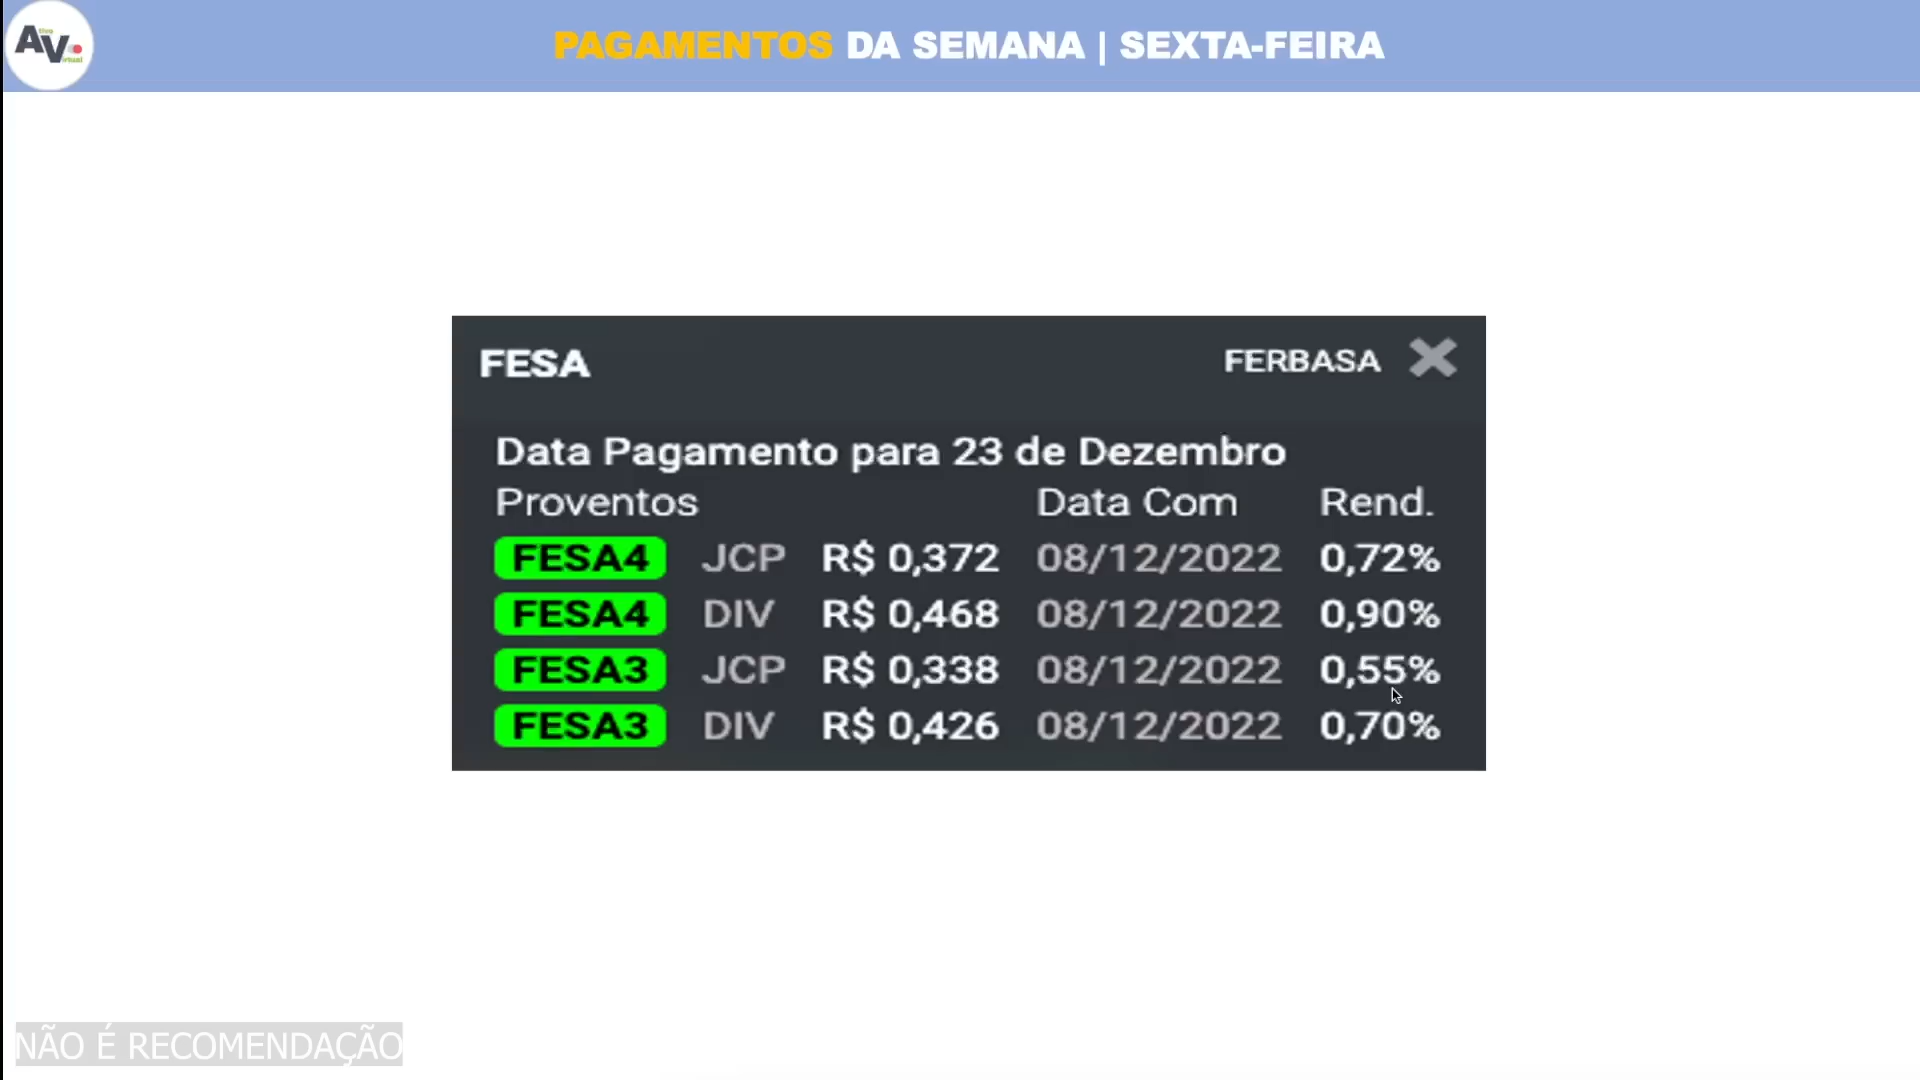 AV
PAGAMENTOS DA SEMANA | SEXTA-FEIRA
FESA FERBASA
Data Pagamento para 23 de Dezembro
Proventos Data Com Rend.
FESA4 JCP R$ 0,372 08/12/2022 0,72%
FESA4 DIV R$ 0,468 08/12/2022 0,90%
FESA3 JCP R$ 0,338 08/12/2022 0,55%
FESA3 DIV R$ 0,426 08/12/2022 0,70%
NÃO É RECOMENDAÇÃO